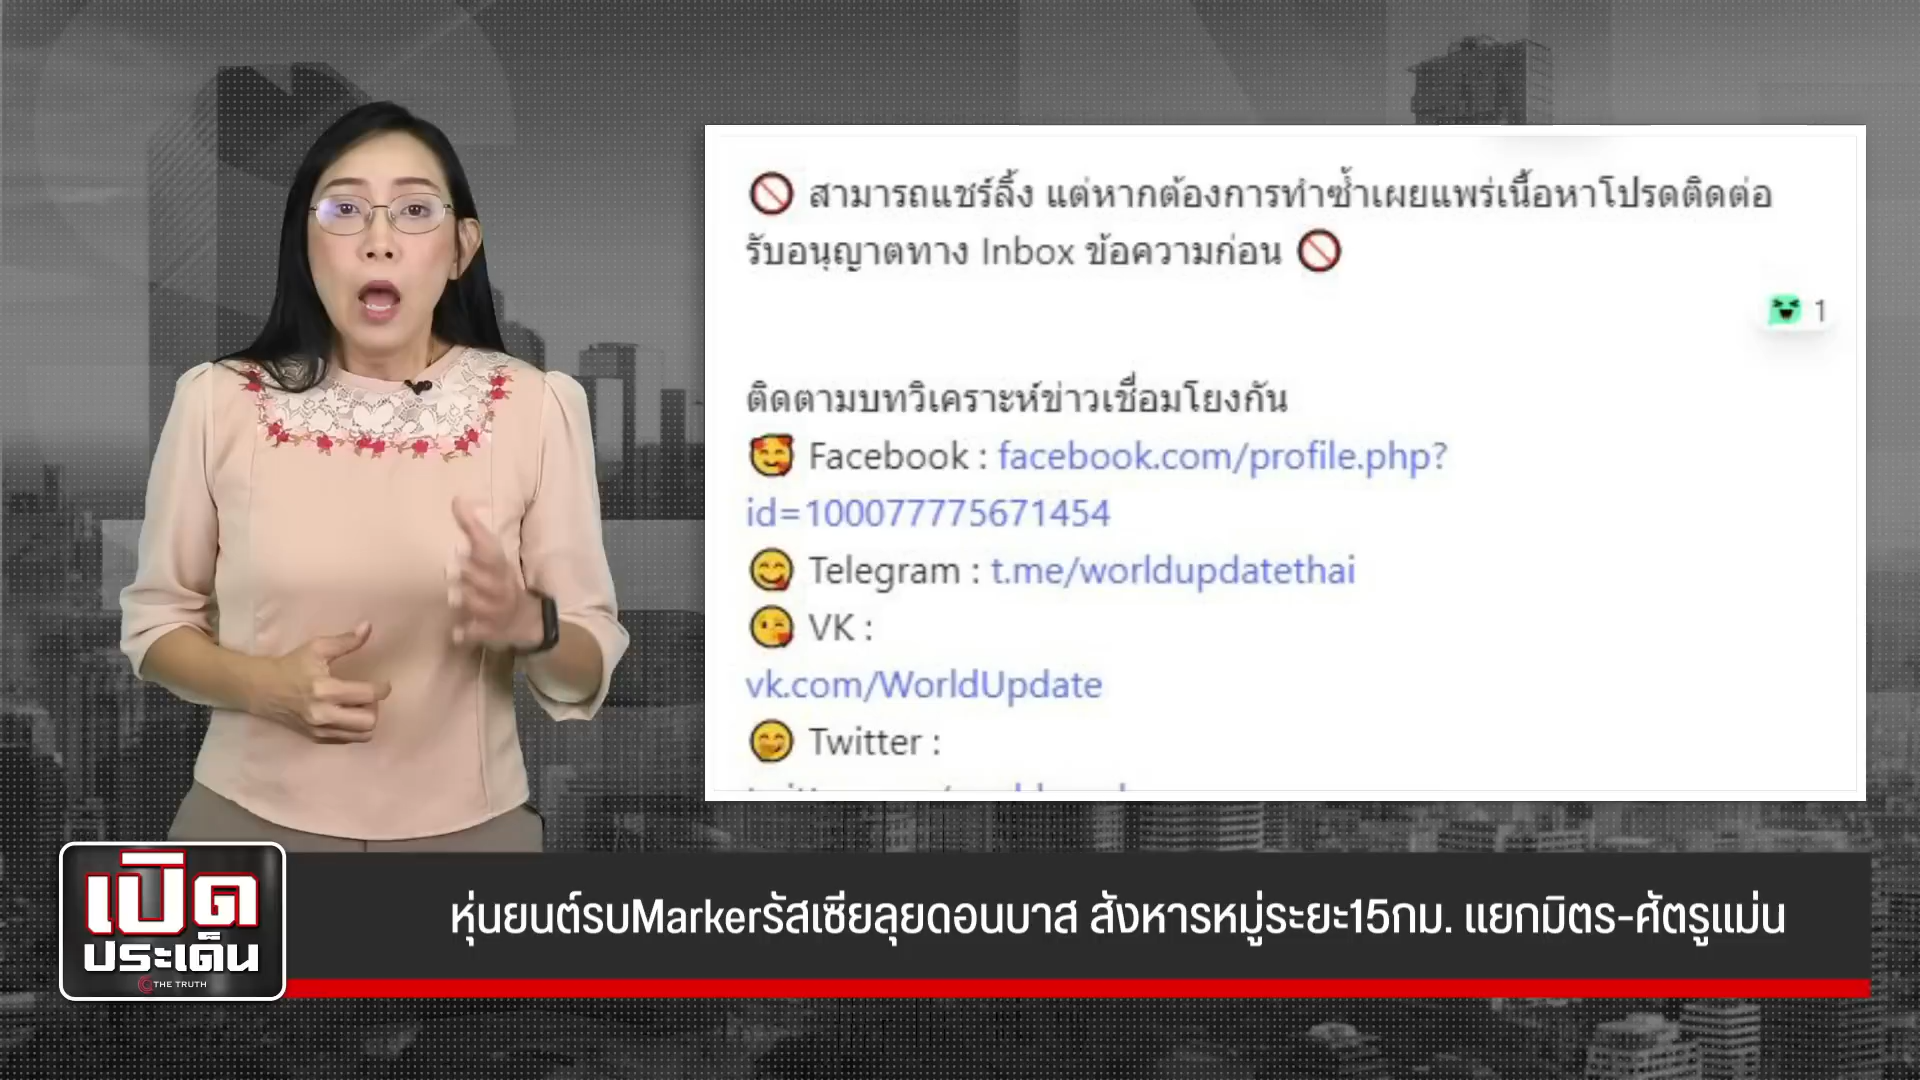 สามารถแชร์ลิ้ง แต่หากต้องการทำซ้ำเผยแพร่เนื้อหาโปรดติดต่อ
รับอนุญาตทาง Inbox ข้อความก่อน
1
ติดตามบทวิเคราะห์ข่าวเชื่อมโยงกัน
Facebook : facebook.com/profile.php?
id=100077775671454
Telegram : t.me/worldupdatethai
VK :
vk.com/WorldUpdate
Twitter :
เปิด
ประเด็น
THE TRUTH
หุ่นยนต์รบMarkerรัสเซียลุยดอนบาส สังหารหมู่ระยะ15กม. แยกมิตร-ศัตรูแม่น